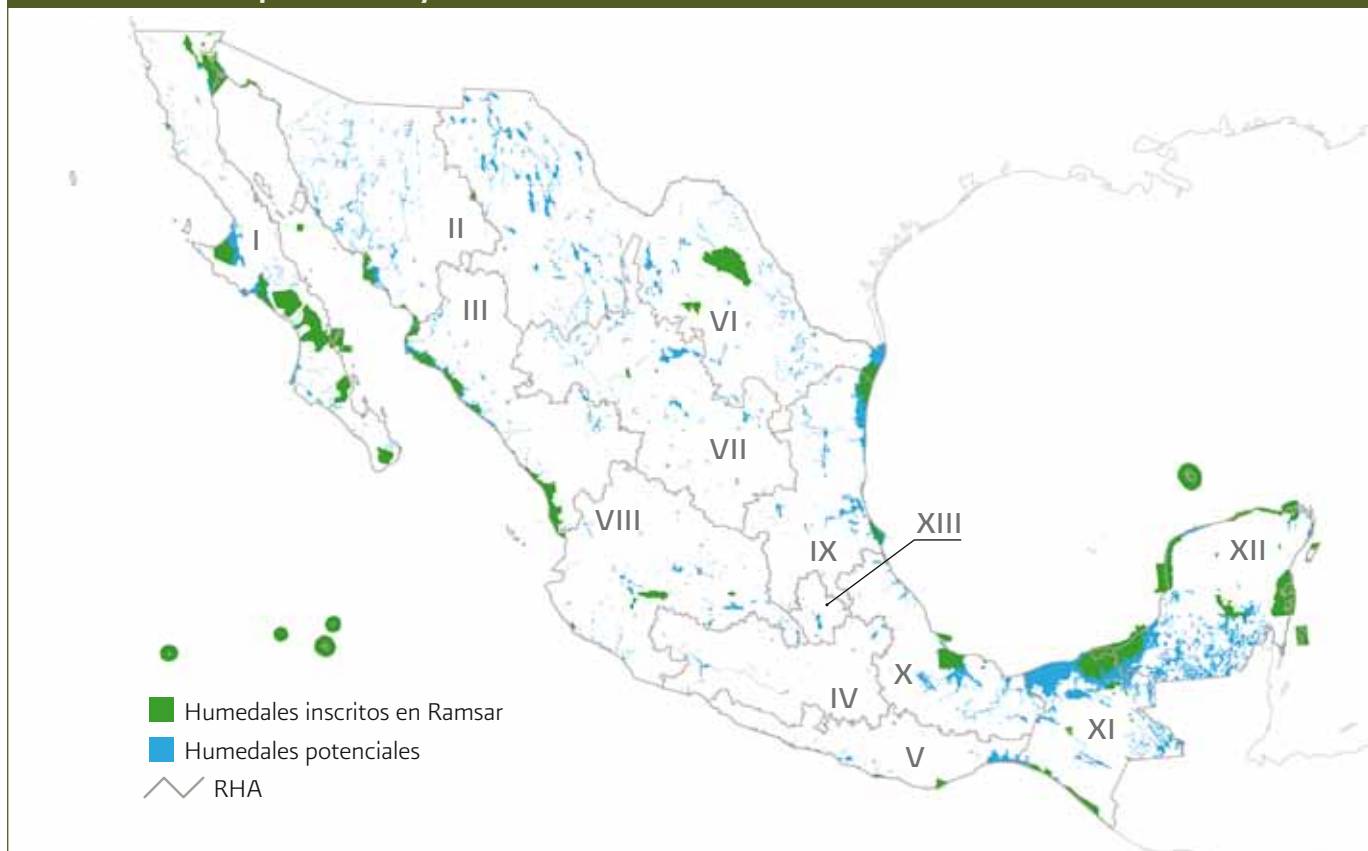 I
II
III
VI
VII
VIII
IX
XIII
XII
X
IV
XI
V
Humedales inscritos en Ramsar
Humedales potenciales
RHA